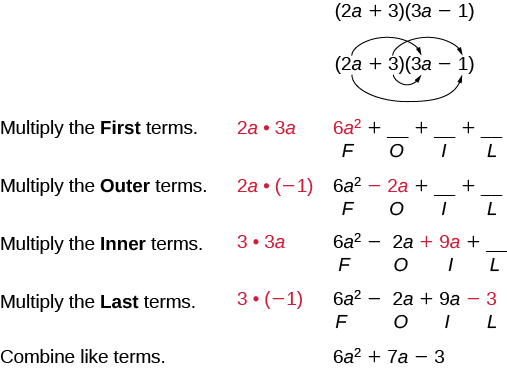 (2a + 3)(3a − 1)
(2a + 3)(3a − 1)
Multiply the First terms. 2a • 3a 6a² + __ + __ + __
F O I L
Multiply the Outer terms. 2a • (−1) 6a² − 2a + __ + __
F O I L
Multiply the Inner terms. 3 • 3a 6a² − 2a + 9a + __
F O I L
Multiply the Last terms. 3 • (−1) 6a² − 2a + 9a − 3
F O I L
Combine like terms. 6a² + 7a − 3